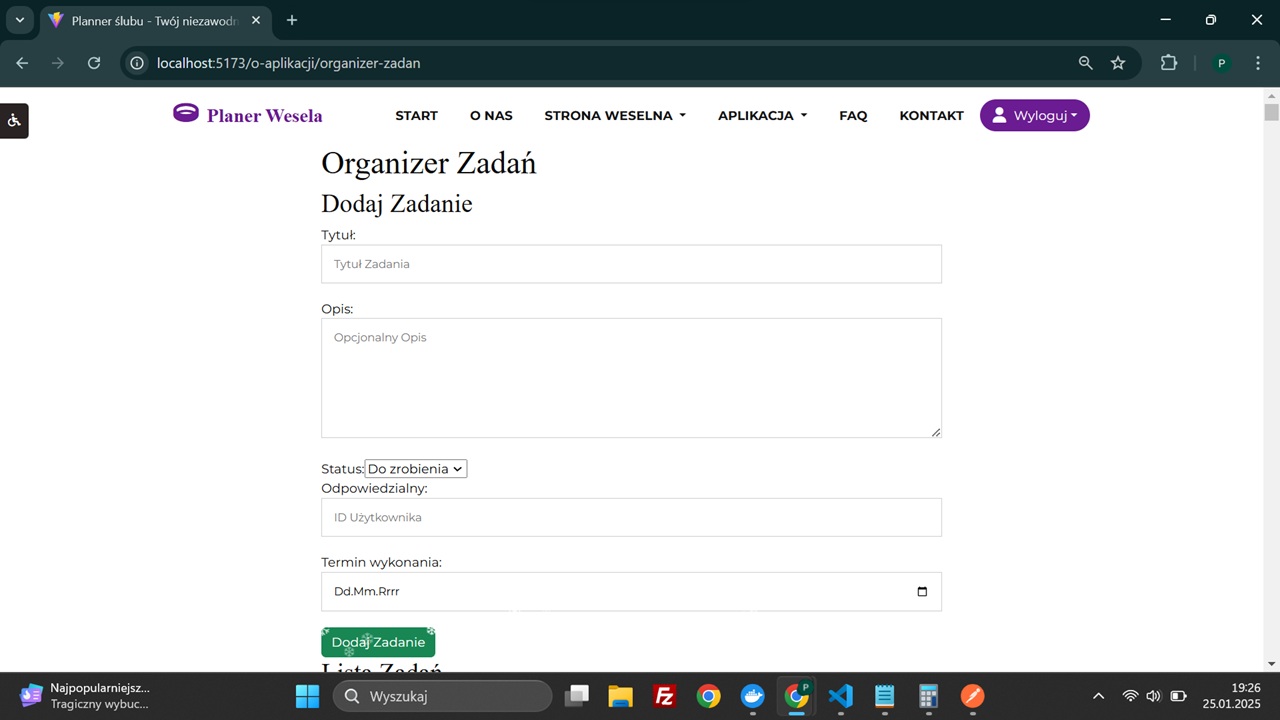 Planner ślubu - Twój niezawodn
localhost:5173/o-aplikacji/organizer-zadan
P
Planer Wesela
START
O NAS
STRONA WESELNA
APLIKACJA
FAQ
KONTAKT
Wyloguj
Organizer Zadań
Dodaj Zadanie
Tytuł:
Tytuł Zadania
Opis:
Opcjonalny Opis
Status: Do zrobienia
Odpowiedzialny:
ID Użytkownika
Termin wykonania:
Dd.Mm.Rrrr
Dodaj Zadanie
Lista Zadań
Najpopularniejsz...
Tragiczny wybuc...
Wyszukaj
P
19:26
25.01.2025